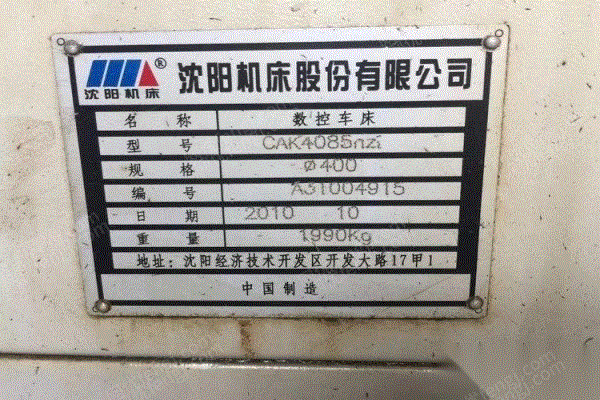 沈阳机床 ® 沈阳机床股份有限公司
名 称 数控车床
型 号 CAK4085nzi
规 格 ø400
编 号 A31004915
日 期 2010 10
重 量 1990Kg
地址: 沈阳经济技术开发区开发大路17甲1
中国制造